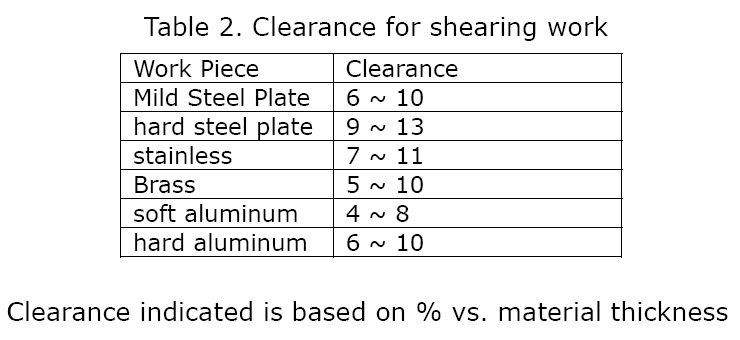 Table 2. Clearance for shearing work
Work Piece Clearance
Mild Steel Plate 6 ~ 10
hard steel plate 9 ~ 13
stainless 7 ~ 11
Brass 5 ~ 10
soft aluminum 4 ~ 8
hard aluminum 6 ~ 10
Clearance indicated is based on % vs. material thickness